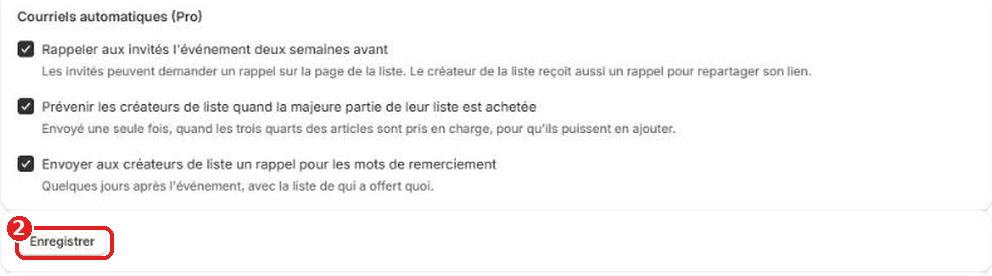 Courriels automatiques (Pro)
Rappeler aux invités l'événement deux semaines avant
Les invités peuvent demander un rappel sur la page de la liste. Le créateur de la liste reçoit aussi un rappel pour repartager son lien.
Prévenir les créateurs de liste quand la majeure partie de leur liste est achetée
Envoyé une seule fois, quand les trois quarts des articles sont pris en charge, pour qu'ils puissent en ajouter.
Envoyer aux créateurs de liste un rappel pour les mots de remerciement
Quelques jours après l'événement, avec la liste de qui a offert quoi.
2
Enregistrer